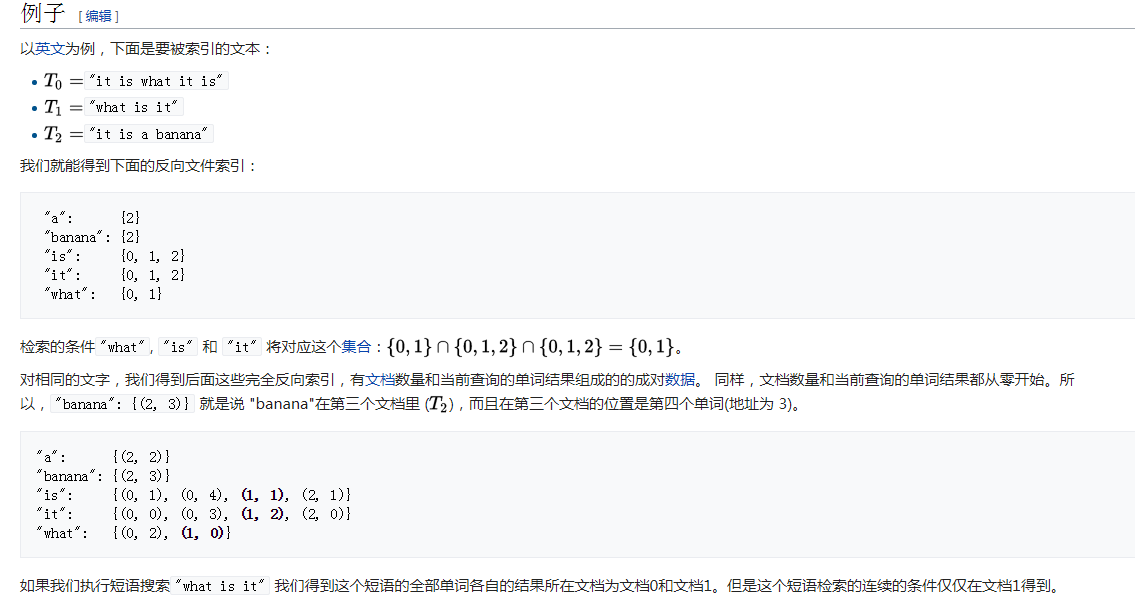 例子 [编辑]
以英文为例，下面是要被索引的文本：
• T₀ = "it is what it is"
• T₁ = "what is it"
• T₂ = "it is a banana"
我们就能得到下面的反向文件索引：
"a": {2}
"banana": {2}
"is": {0, 1, 2}
"it": {0, 1, 2}
"what": {0, 1}
检索的条件 "what", "is" 和 "it" 将对应这个集合：{0, 1} ∩ {0, 1, 2} ∩ {0, 1, 2} = {0, 1}。
对相同的文字，我们得到后面这些完全反向索引，有文档数量和当前查询的单词结果组成的的成对数据。 同样，文档数量和当前查询的单词结果都从零开始。所
以， "banana": {(2, 3)} 就是说 "banana"在第三个文档里 (T₂)，而且在第三个文档的位置是第四个单词(地址为 3)。
"a": {(2, 2)}
"banana": {(2, 3)}
"is": {(0, 1), (0, 4), (1, 1), (2, 1)}
"it": {(0, 0), (0, 3), (1, 2), (2, 0)}
"what": {(0, 2), (1, 0)}
如果我们执行短语搜索 "what is it" 我们得到这个短语的全部单词各自的结果所在文档为文档0和文档1。但是这个短语检索的连续的条件仅仅在文档1得到。